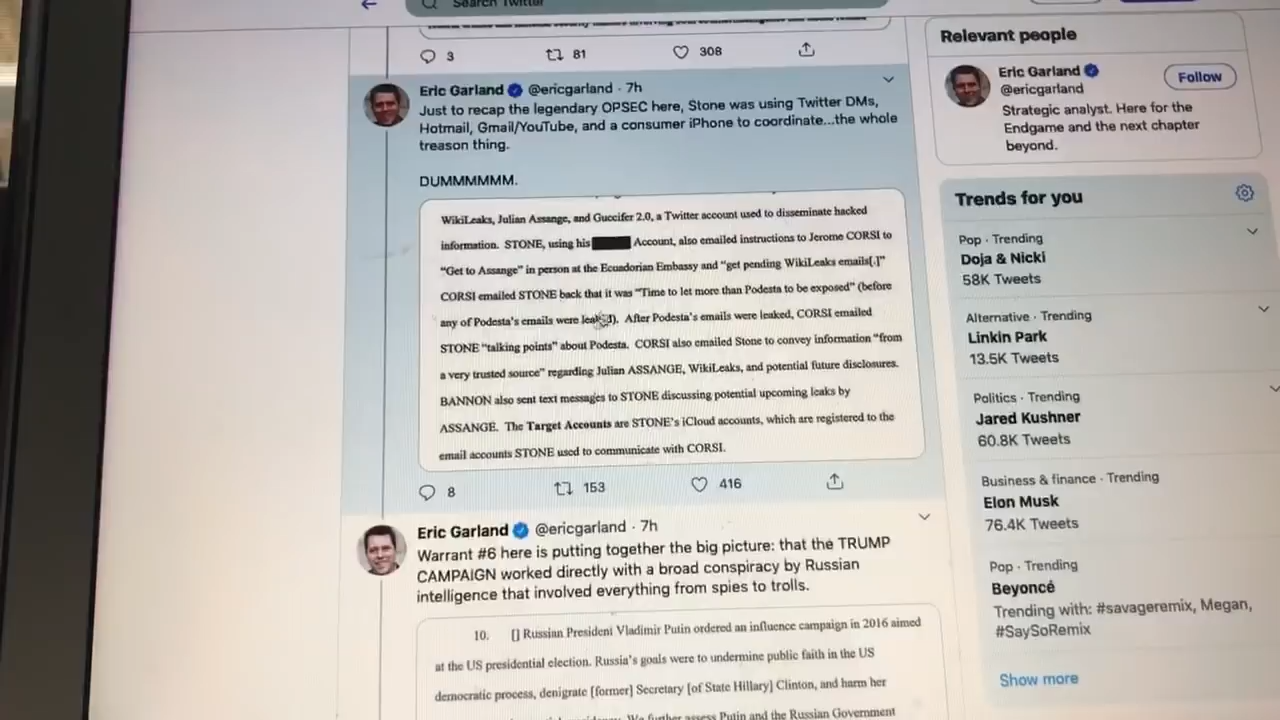 Search Twitter
3 81 308
Eric Garland @ericgarland · 7h
Just to recap the legendary OPSEC here, Stone was using Twitter DMs,
Hotmail, Gmail/YouTube, and a consumer iPhone to coordinate...the whole
treason thing.
DUMMMMMM.
WikiLeaks, Julian Assange, and Guccifer 2.0, a Twitter account used to disseminate hacked
information. STONE, using his Account, also emailed instructions to Jerome CORSI to
"Get to Assange" in person at the Ecuadorian Embassy and "get pending WikiLeaks emails[.]"
CORSI emailed STONE back that it was "Time to let more than Podesta to be exposed" (before
any of Podesta's emails were leaked). After Podesta's emails were leaked, CORSI emailed
STONE "talking points" about Podesta. CORSI also emailed Stone to convey information "from
a very trusted source" regarding Julian ASSANGE, WikiLeaks, and potential future disclosures.
BANNON also sent text messages to STONE discussing potential upcoming leaks by
ASSANGE. The Target Accounts are STONE's iCloud accounts, which are registered to the
email accounts STONE used to communicate with CORSI.
8 153 416
Eric Garland @ericgarland · 7h
Warrant #6 here is putting together the big picture: that the TRUMP
CAMPAIGN worked directly with a broad conspiracy by Russian
intelligence that involved everything from spies to trolls.
10. [] Russian President Vladimir Putin ordered an influence campaign in 2016 aimed
at the US presidential election. Russia's goals were to undermine public faith in the US
democratic process, denigrate [former] Secretary [of State Hillary] Clinton, and harm her
We further assess Putin and the Russian Government
Relevant people
Eric Garland
@ericgarland
Follow
Strategic analyst. Here for the
Endgame and the next chapter
beyond.
Trends for you
Pop · Trending
Doja & Nicki
58K Tweets
Alternative · Trending
Linkin Park
13.5K Tweets
Politics · Trending
Jared Kushner
60.8K Tweets
Business & finance · Trending
Elon Musk
76.4K Tweets
Pop · Trending
Beyoncé
Trending with: #savageremix, Megan,
#SaySoRemix
Show more